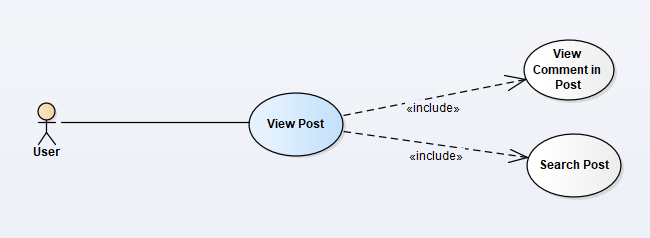 View
Comment in
Post
«include»
View Post
User
«include»
Search Post